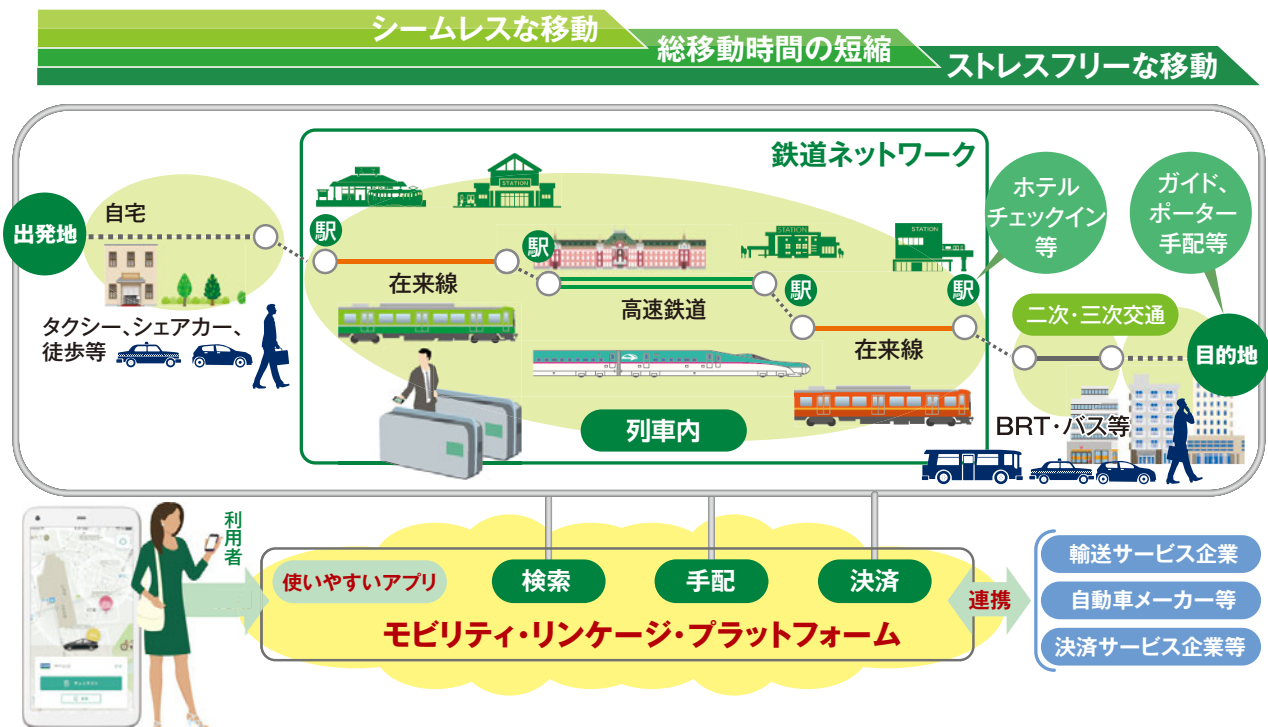 シームレスな移動
総移動時間の短縮
ストレスフリーな移動
鉄道ネットワーク
ホテル
チェックイン
等
ガイド、
ポーター
手配等
出発地
自宅
タクシー、シェアカー、
徒歩等
STATION
駅
在来線
駅
高速鉄道
STATION
駅
在来線
STATION
駅
列車内
二次・三次交通
目的地
BRT・バス等
利用者
使いやすいアプリ
検索
手配
決済
モビリティ・リンケージ・プラットフォーム
連携
輸送サービス企業
自動車メーカー等
決済サービス企業等